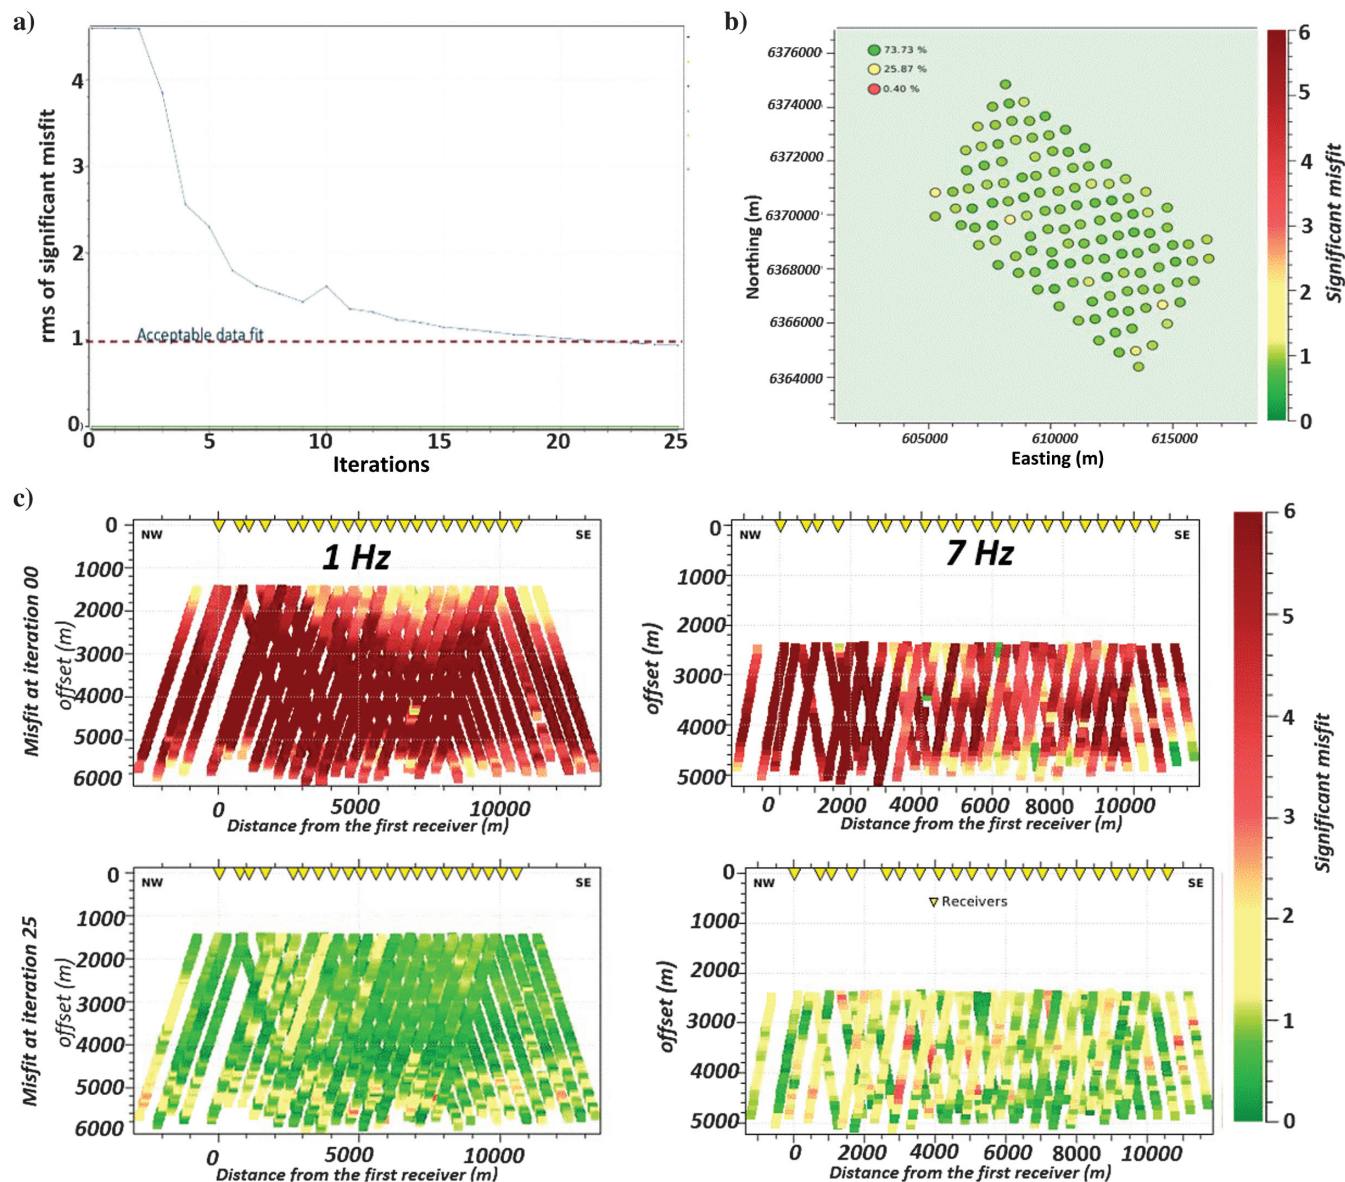 a)
rms of significant misfit
4
3
2
1
0
Acceptable data fit
0 5 10 15 20 25
Iterations
b)
Northing (m)
6376000
6374000
6372000
6370000
6368000
6366000
6364000
73.73 %
25.87 %
0.40 %
605000 610000 615000
Easting (m)
6
5
4
3
2
1
0
Significant misfit
c)
Misfit at iteration 00
offset (m)
0
1000
2000
3000
4000
5000
6000
NW
SE
1 Hz
0 5000 10000
Distance from the first receiver (m)
offset (m)
0
1000
2000
3000
4000
5000
NW
SE
7 Hz
0 2000 4000 6000 8000 10000
Distance from the first receiver (m)
Misfit at iteration 25
offset (m)
0
1000
2000
3000
4000
5000
6000
NW
SE
0 5000 10000
Distance from the first receiver (m)
offset (m)
0
1000
2000
3000
4000
5000
NW
SE
Receivers
0 2000 4000 6000 8000 10000
Distance from the first receiver (m)
6
5
4
3
2
1
0
Significant misfit